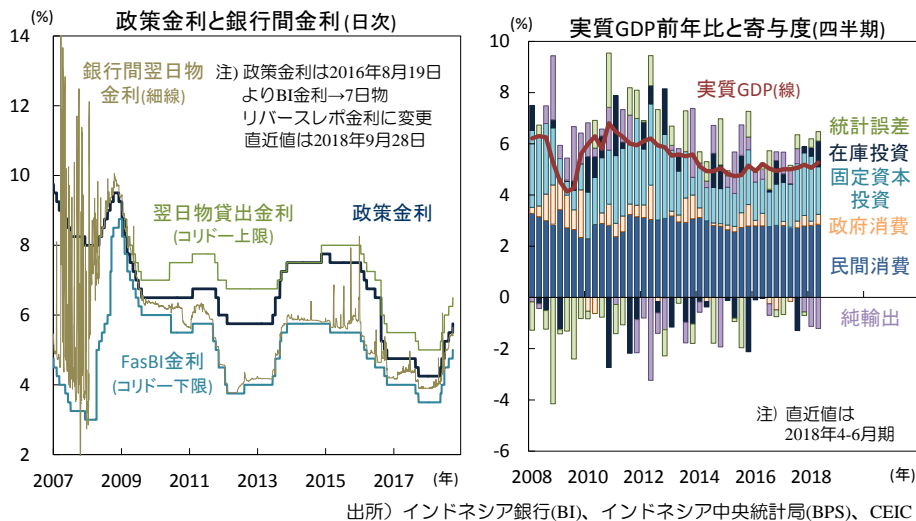 政策金利と銀行間金利(日次)
(%)
14
12
10
8
6
4
2
銀行間翌日物
金利(細線)
注) 政策金利は2016年8月19日
よりBI金利→7日物
リバースレポ金利に変更
直近値は2018年9月28日
翌日物貸出金利
(コリドー上限)
政策金利
FasBI金利
(コリドー下限)
2007 2009 2011 2013 2015 2017 (年)
実質GDP前年比と寄与度(四半期)
(%)
10
8
6
4
2
0
-2
-4
-6
実質GDP(線)
統計誤差
在庫投資
固定資本
投資
政府消費
民間消費
純輸出
注) 直近値は
2018年4-6月期
2008 2010 2012 2014 2016 2018 (年)
出所）インドネシア銀行(BI)、インドネシア中央統計局(BPS)、CEIC